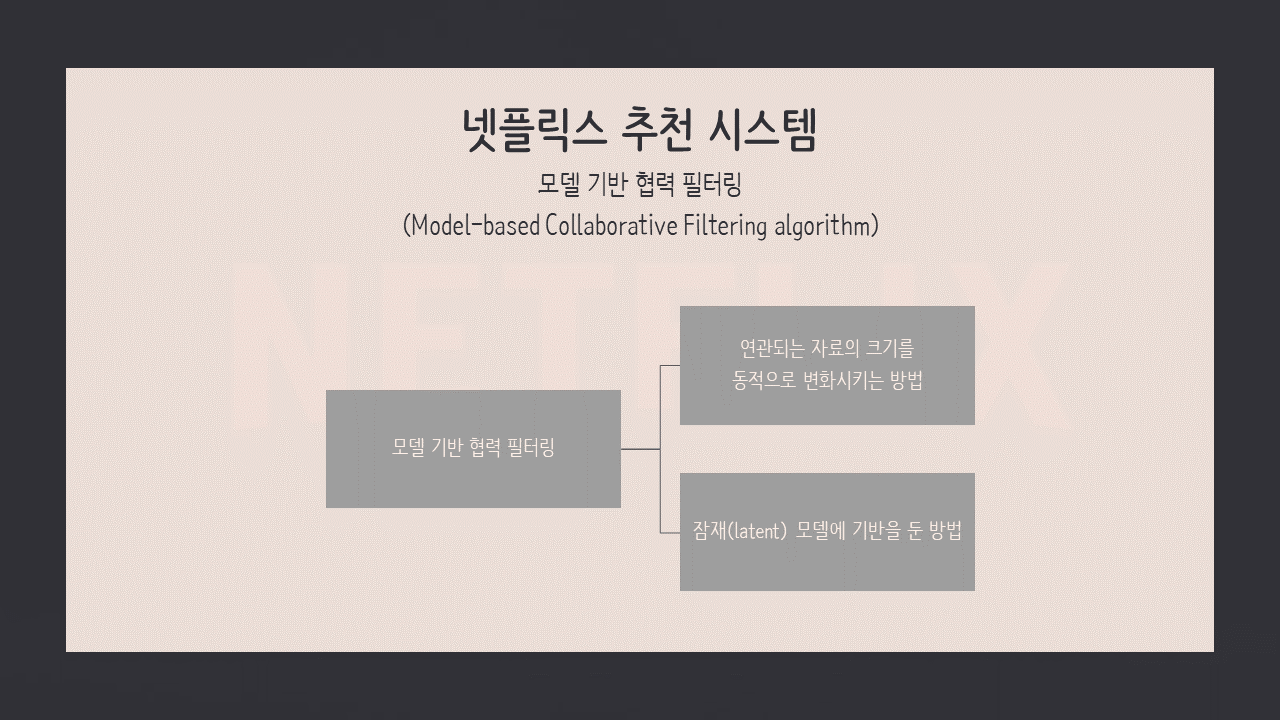 넷플릭스 추천 시스템
모델 기반 협력 필터링
(Model-based Collaborative Filtering algorithm)
NETFLIX
연관되는 자료의 크기를
동적으로 변화시키는 방법
모델 기반 협력 필터링
잠재(latent) 모델에 기반을 둔 방법